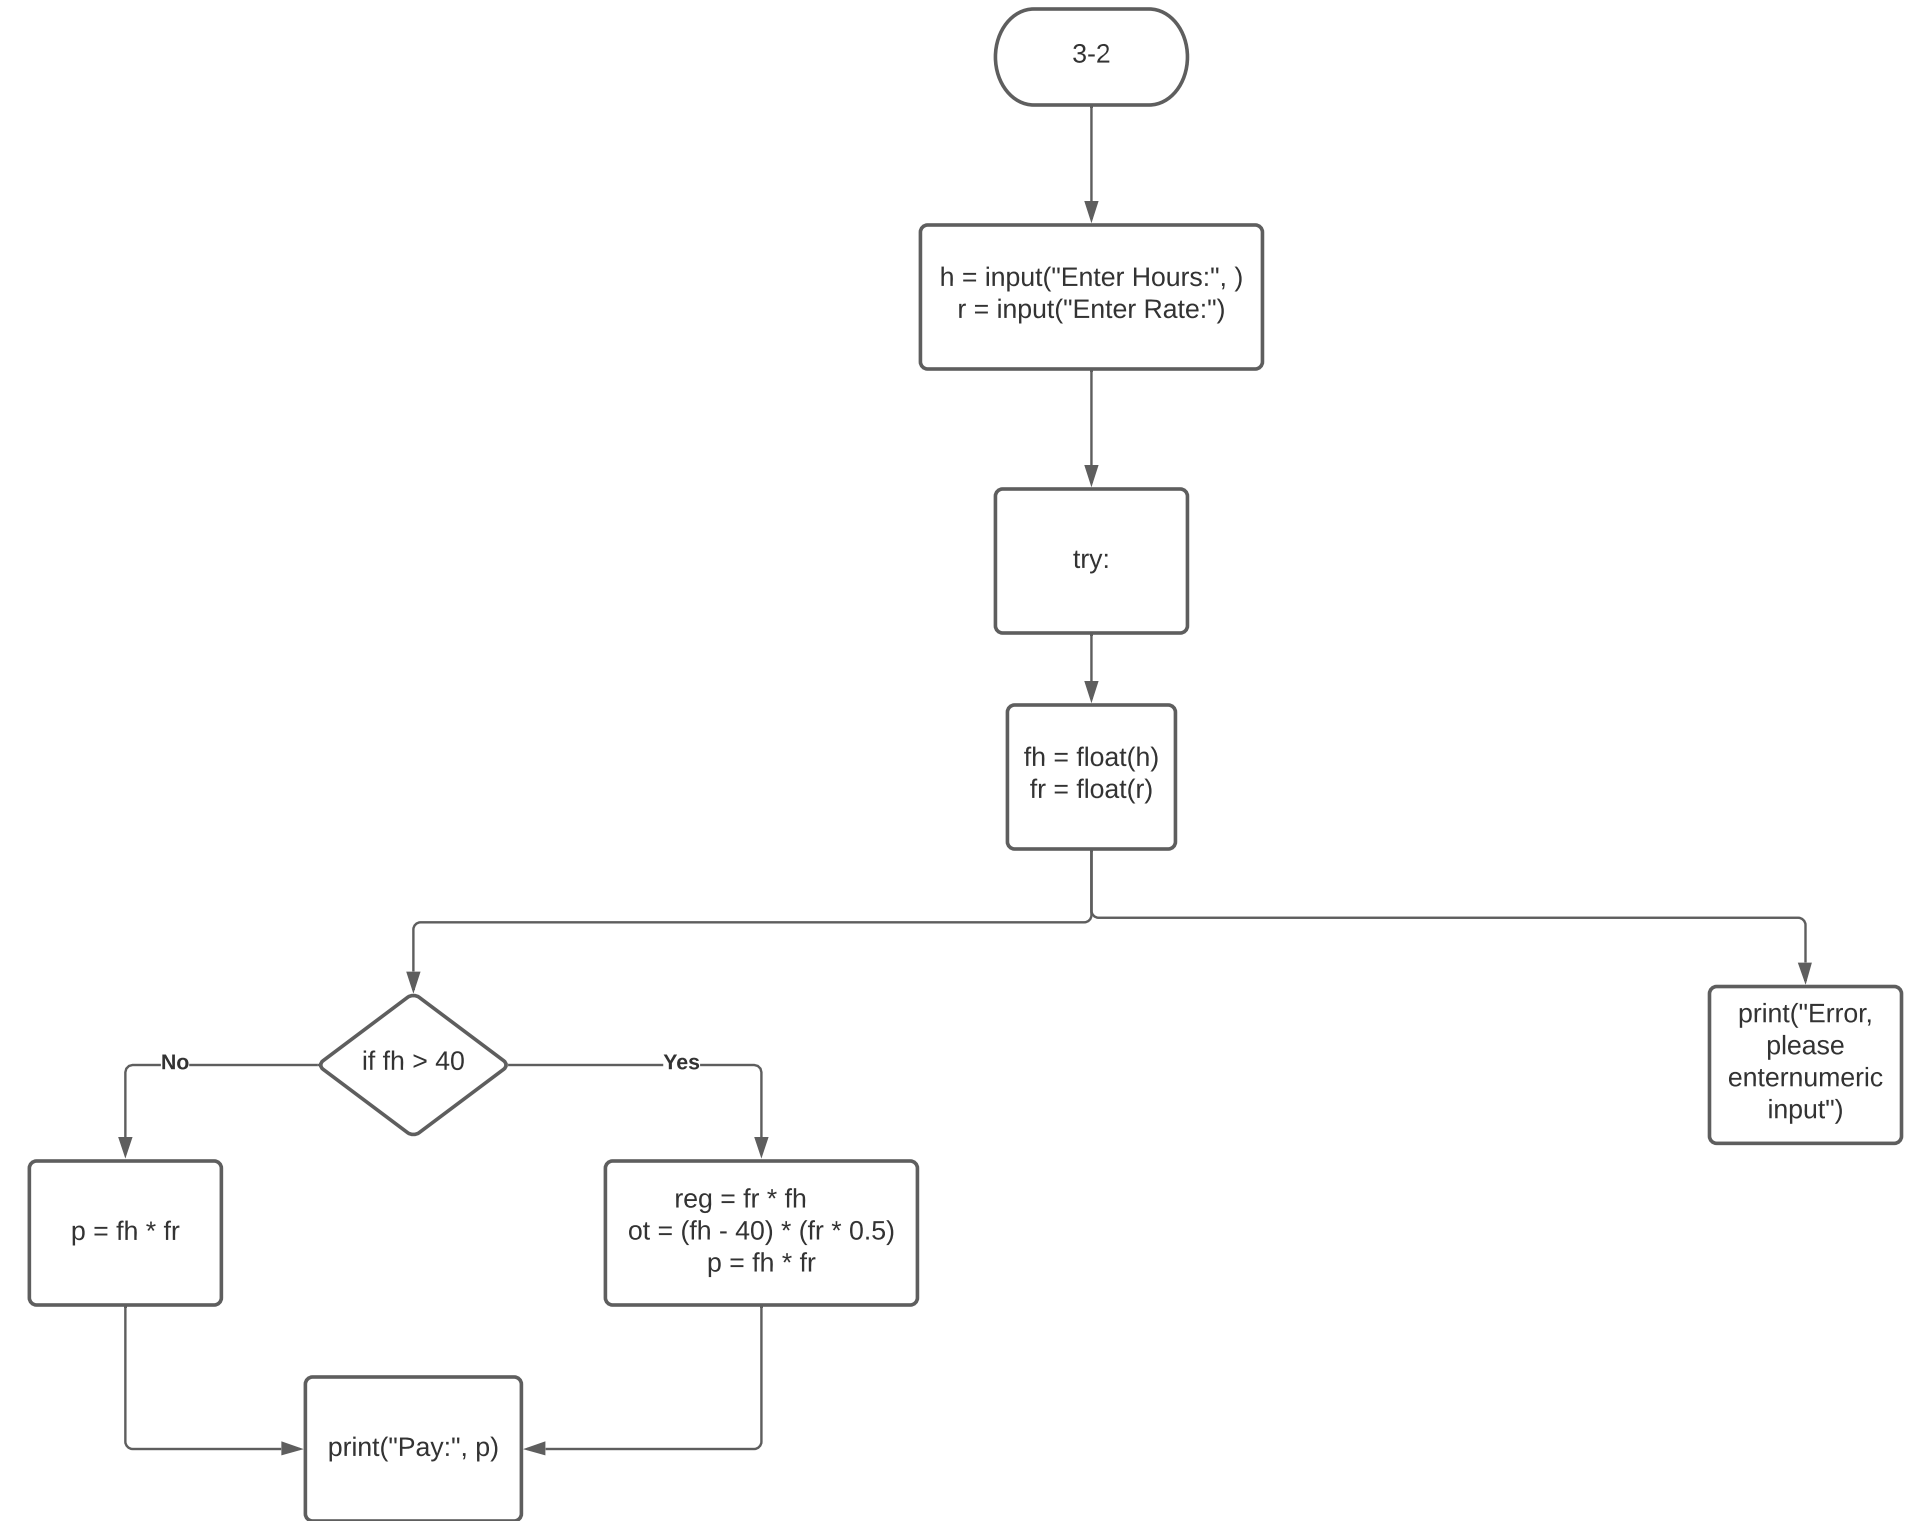 3-2
h = input("Enter Hours:", )
r = input("Enter Rate:")
try:
fh = float(h)
fr = float(r)
if fh > 40
No
Yes
print("Error,
please
enternumeric
input")
p = fh * fr
reg = fr * fh
ot = (fh - 40) * (fr * 0.5)
p = fh * fr
print("Pay:", p)